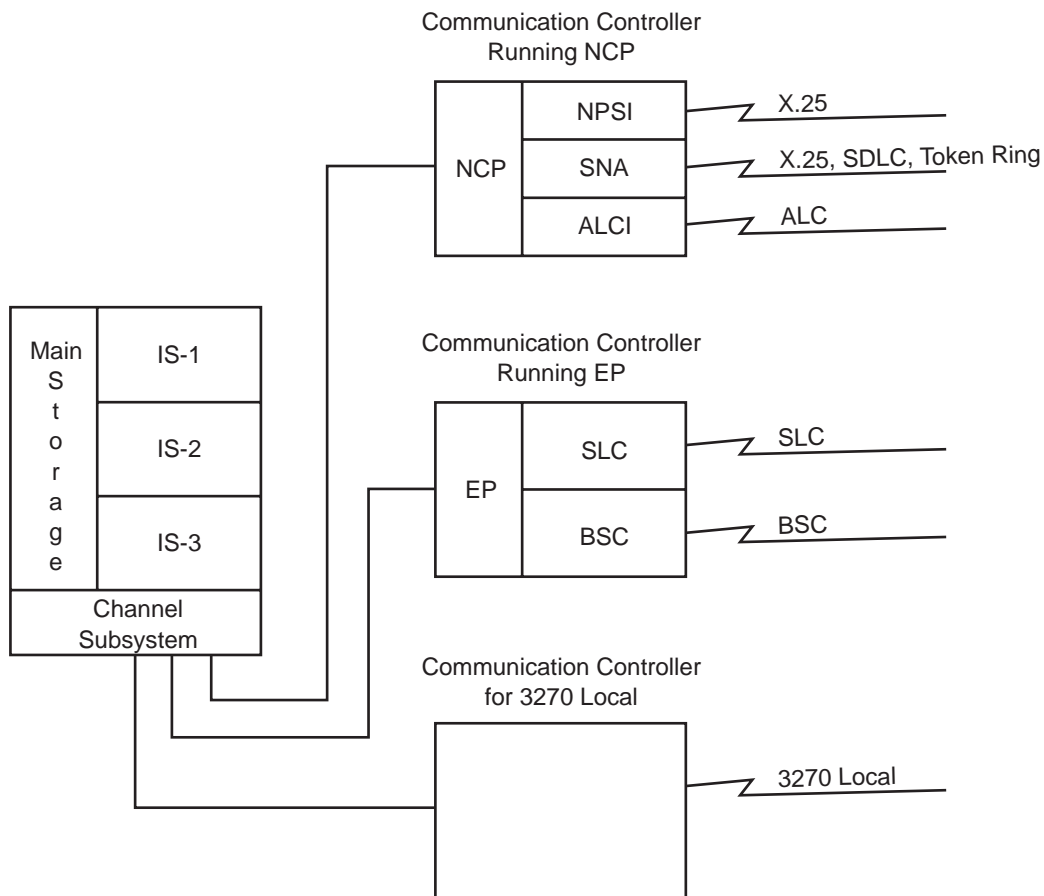 Communication Controller
Running NCP
NCP
NPSI
X.25
SNA
X.25, SDLC, Token Ring
ALCI
ALC
Main
S
t
o
r
a
g
e
IS-1
IS-2
IS-3
Channel
Subsystem
Communication Controller
Running EP
EP
SLC
SLC
BSC
BSC
Communication Controller
for 3270 Local
3270 Local